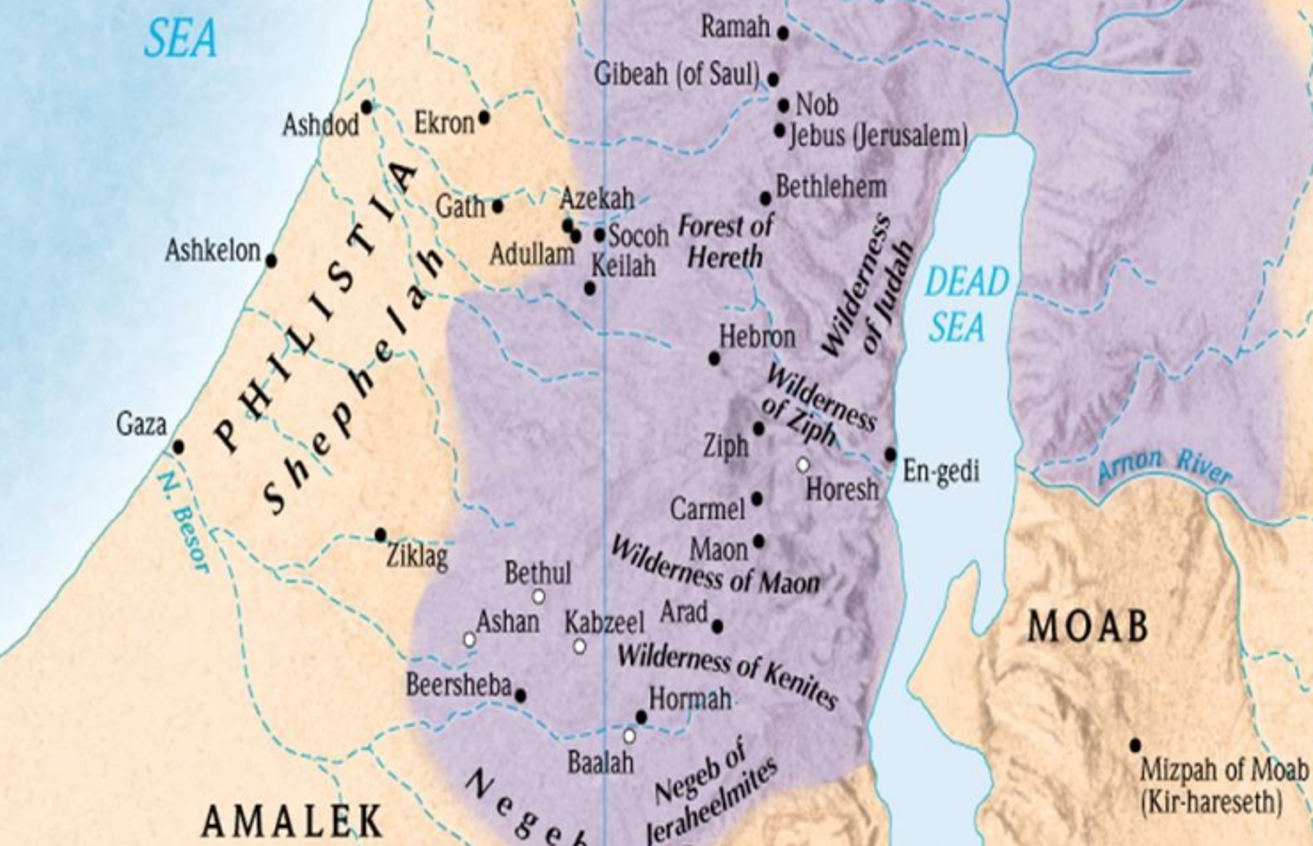 SEA
Ramah
Gibeah (of Saul)
Nob
Jebus (Jerusalem)
Ashdod
Ekron
Bethlehem
Gath
Azekah
Adullam
Socoh
Keilah
Forest of
Hereth
Ashkelon
PHILISTIA
Shephelah
Wilderness
of Judah
DEAD
SEA
Hebron
Wilderness
of Ziph
Gaza
Ziph
Horesh
En-gedi
Arnon River
N. Besor
Carmel
Maon
Ziklag
Wilderness of Maon
Bethul
Ashan
Kabzeel
Arad
MOAB
Wilderness of Kenites
Beersheba
Hormah
Baalah
Negeb of
Jeraheelmites
Negeb
Mizpah of Moab
(Kir-hareseth)
AMALEK